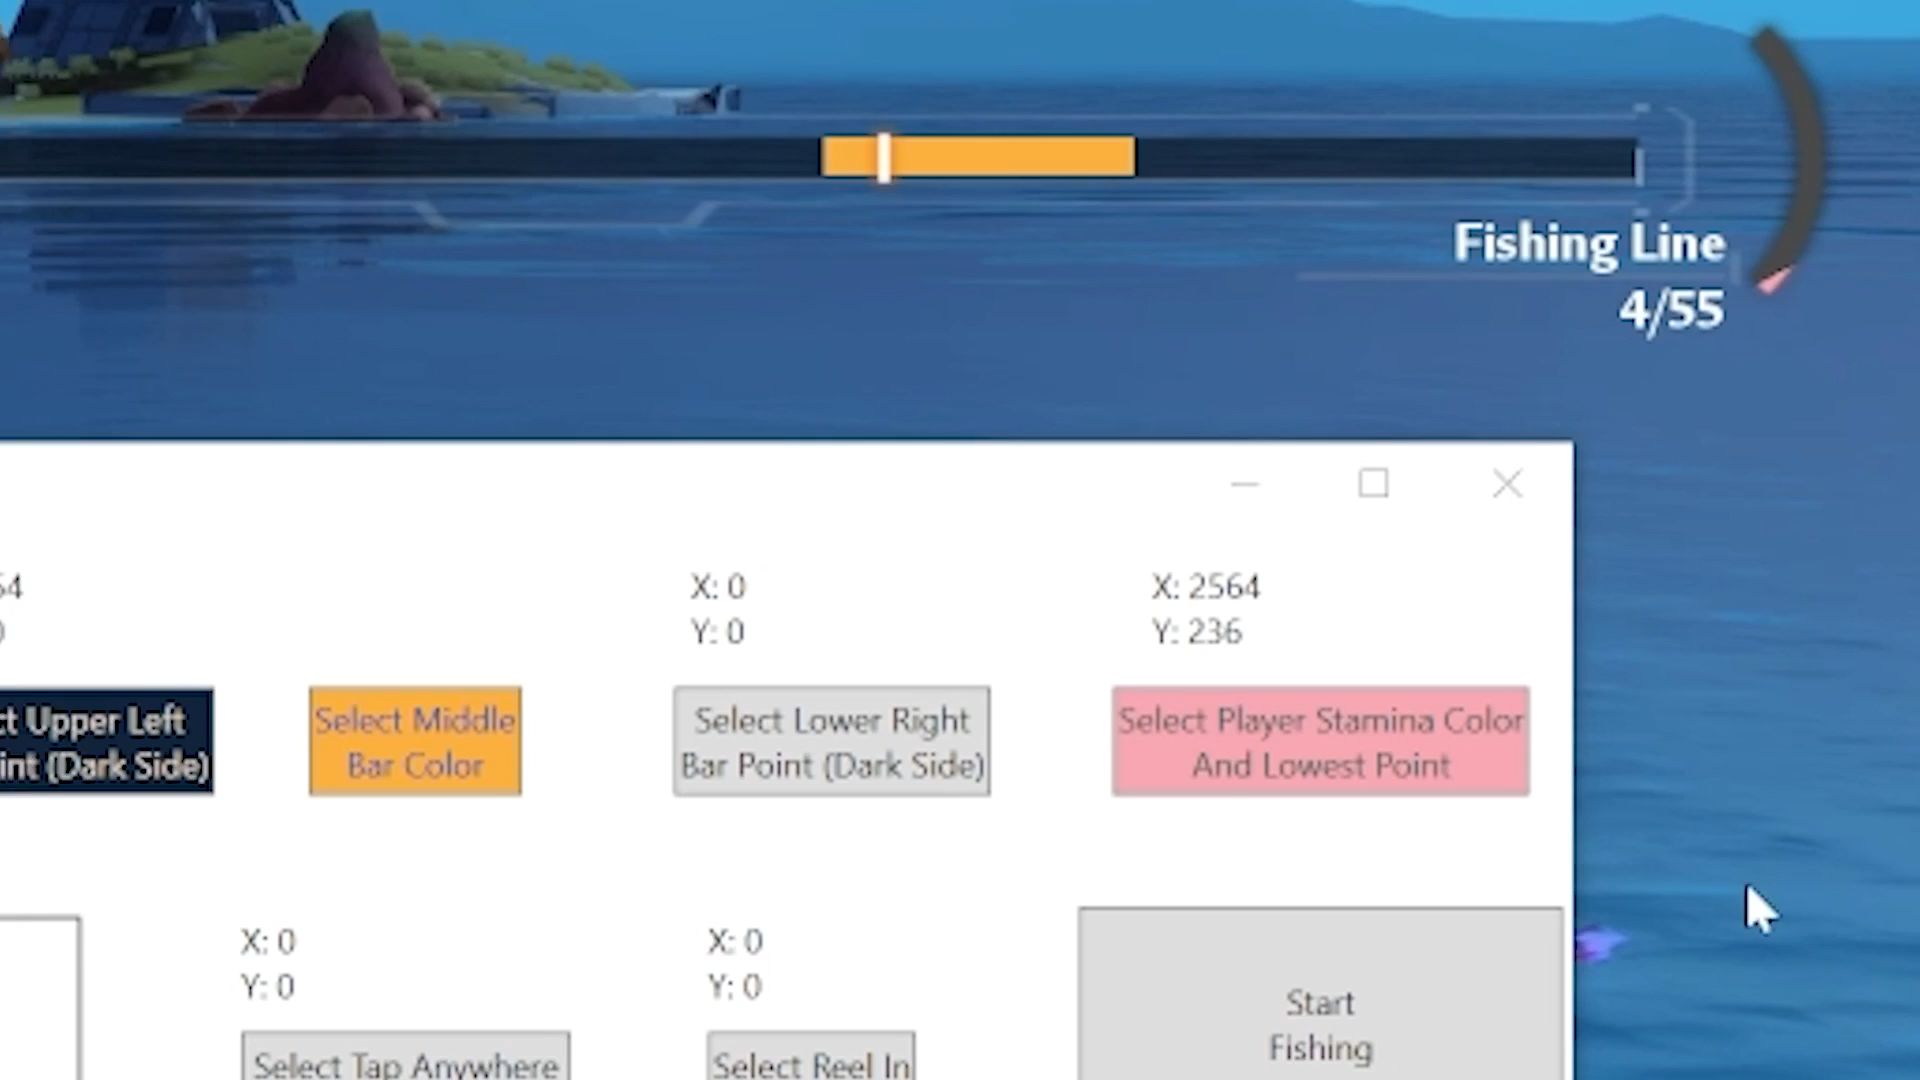 Fishing Line
4/55
X: 0
Y: 0
X: 2564
Y: 236
Upper Left
(Dark Side)
Select Middle
Bar Color
Select Lower Right
Bar Point (Dark Side)
Select Player Stamina Color
And Lowest Point
X: 0
Y: 0
X: 0
Y: 0
Select Tap Anywhere
Select Reel In
Start
Fishing